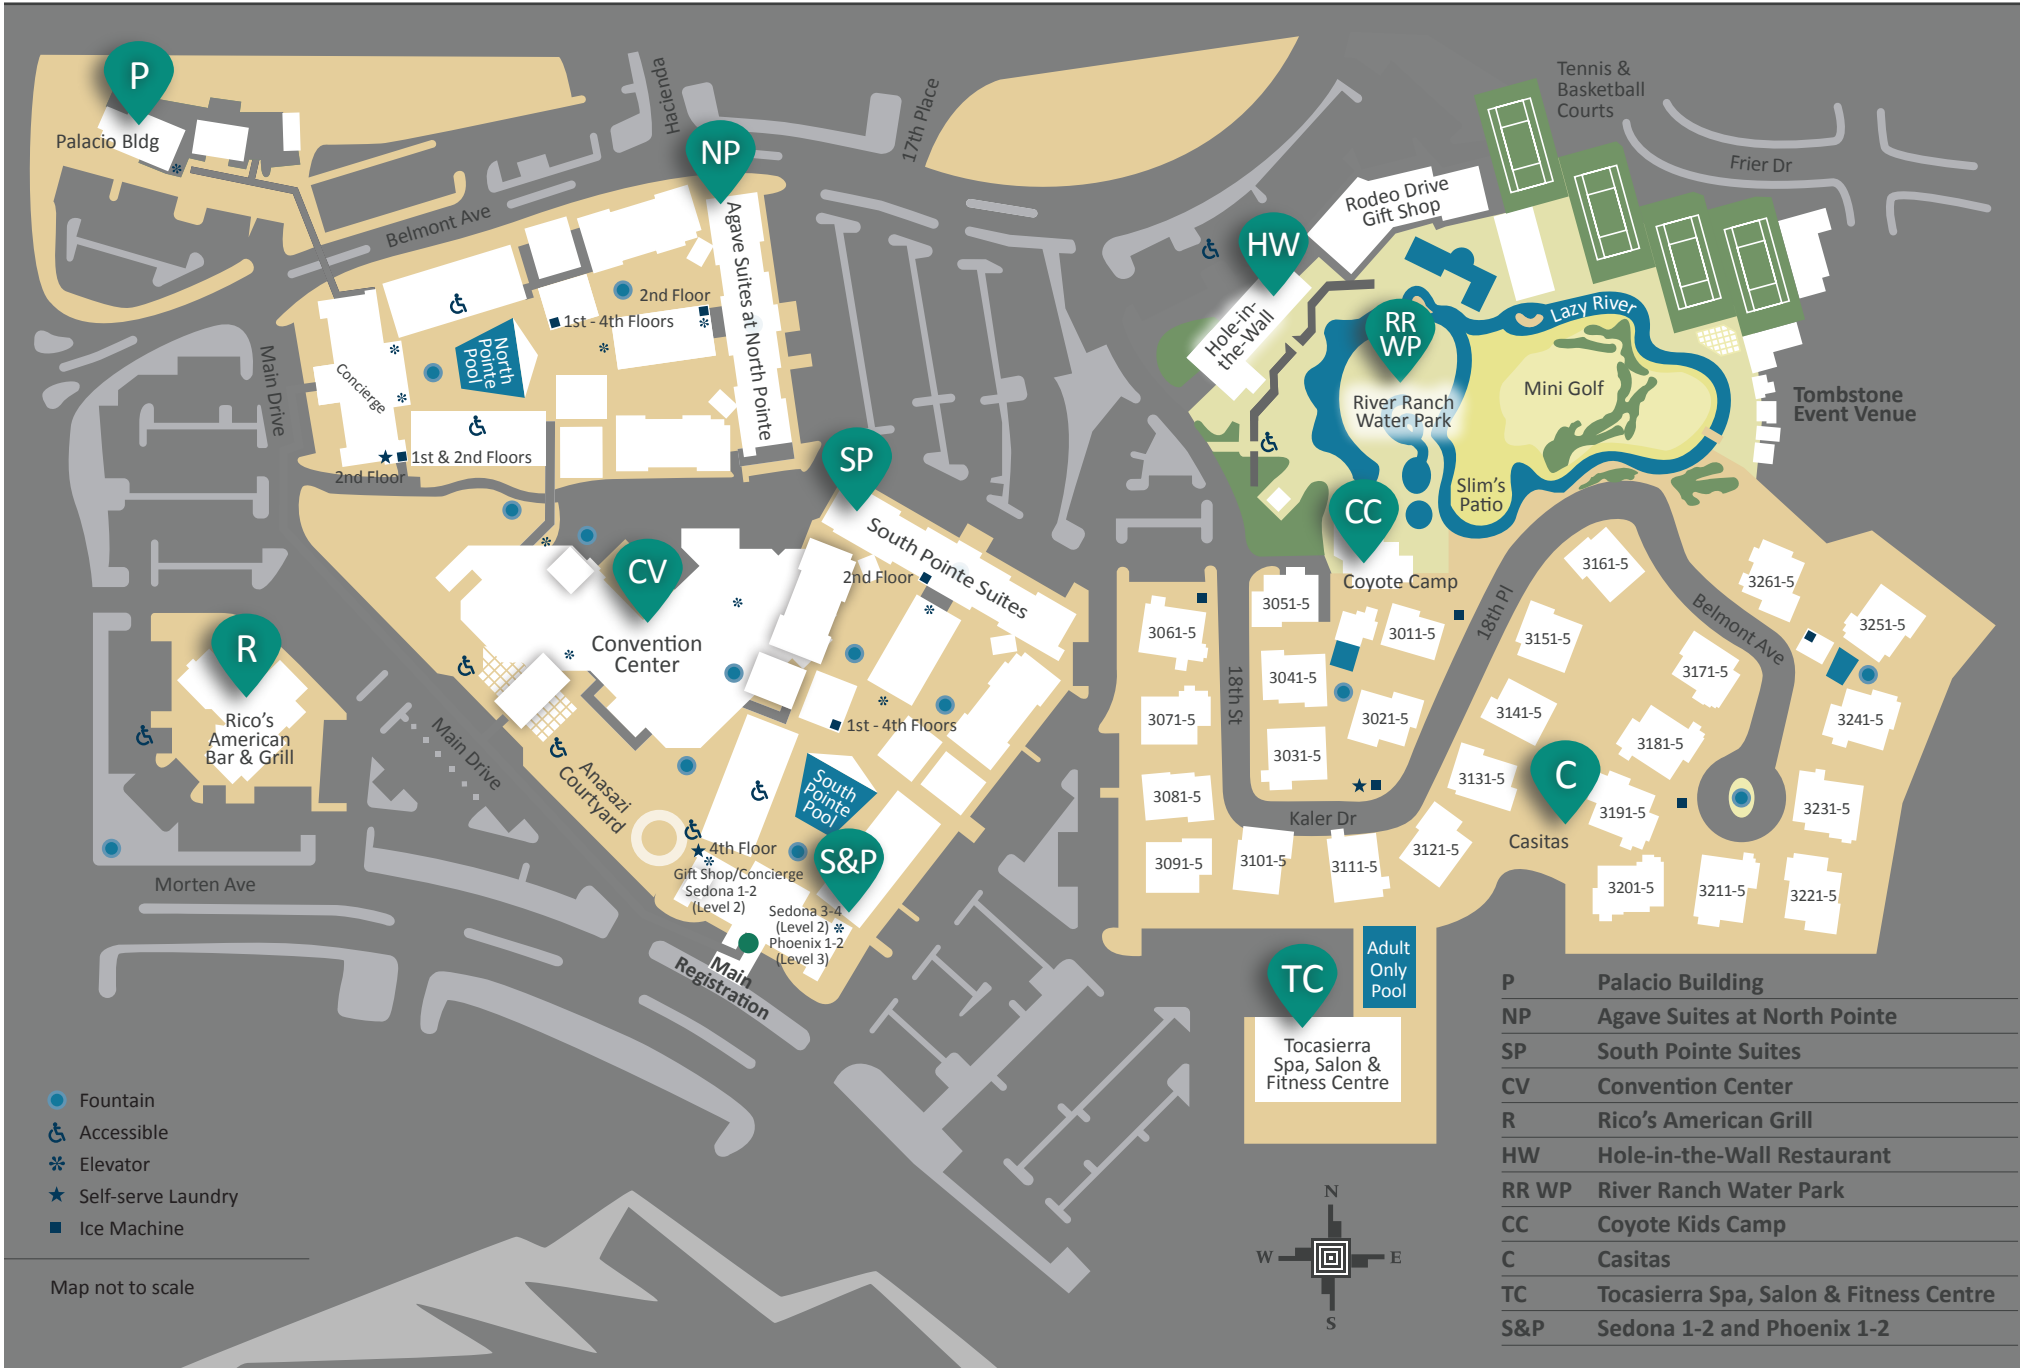 P
Palacio Bldg
Hacienda
NP
17th Place
Belmont Ave
Agave Suites at North Pointe
2nd Floor
1st - 4th Floors
North
Pointe
Pool
Concierge
Main Drive
1st & 2nd Floors
2nd Floor
Tennis &
Basketball
Courts
Frier Dr
Rodeo Drive
Gift Shop
HW
Hole-in-
the-Wall
RR
WP
River Ranch
Water Park
Lazy River
Mini Golf
Slim's
Patio
Tombstone
Event Venue
CC
Coyote Camp
SP
South Pointe Suites
2nd Floor
CV
Convention
Center
1st - 4th Floors
South
Pointe
Pool
R
Rico's
American
Bar & Grill
Main Drive
Anasazi
Courtyard
Morten Ave
4th Floor
Gift Shop/Concierge
Sedona 1-2
(Level 2)
S&P
Sedona 3-4
(Level 2)
Phoenix 1-2
(Level 3)
Main
Registration
3051-5
3061-5
3011-5
3041-5
3071-5
3021-5
3031-5
3081-5
3091-5
3101-5
3111-5
3121-5
18th St
18th Pl
Kaler Dr
Belmont Ave
3161-5
3261-5
3251-5
3151-5
3171-5
3141-5
3181-5
3241-5
3131-5
C
Casitas
3191-5
3231-5
3201-5
3211-5
3221-5
TC
Adult
Only
Pool
Tocasierra
Spa, Salon &
Fitness Centre
Fountain
Accessible
Elevator
Self-serve Laundry
Ice Machine
Map not to scale
N
W E
S
P Palacio Building
NP Agave Suites at North Pointe
SP South Pointe Suites
CV Convention Center
R Rico's American Grill
HW Hole-in-the-Wall Restaurant
RR WP River Ranch Water Park
CC Coyote Kids Camp
C Casitas
TC Tocasierra Spa, Salon & Fitness Centre
S&P Sedona 1-2 and Phoenix 1-2